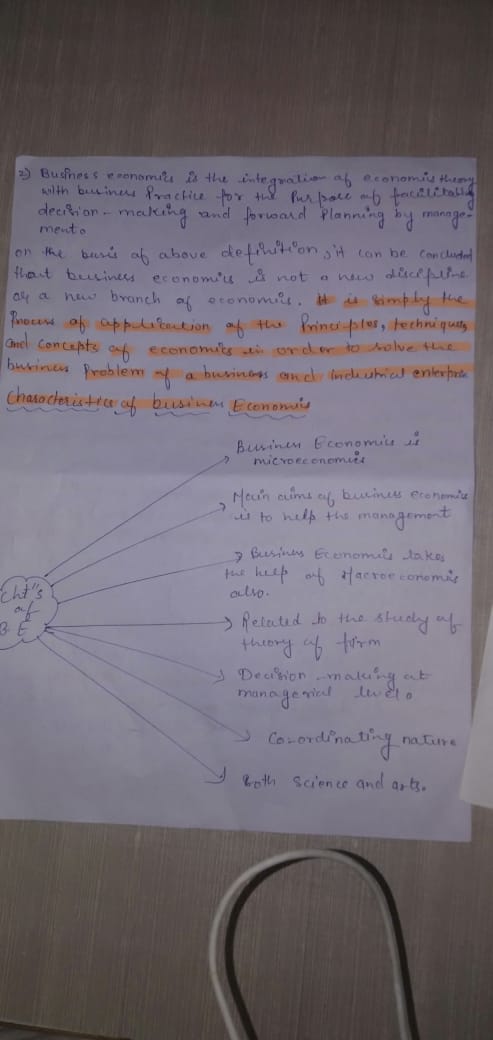 2) Business economics is the integration of economic theory
with business Practice for the Purpose of facilitating
decision - making and forward Planning by manage-
ment.
on the basis of above definition, it can be concluded
that business economics is not a new discipline
or a new branch of economics. It is simply the
Process of application of the Principles, techniques,
and concepts of economics in order to solve the
business Problem of a business and industrial enterprise
Characteristics of business Economics
Business Economics is
microeconomics
Main aims of business economics
is to help the management
Business Economics takes
the help of Macroeconomics
also.
Cht"s
of
B E
Related to the study of
theory of firm
Decision - making at
managerial level.
Co-ordinating nature
Both Science and arts.